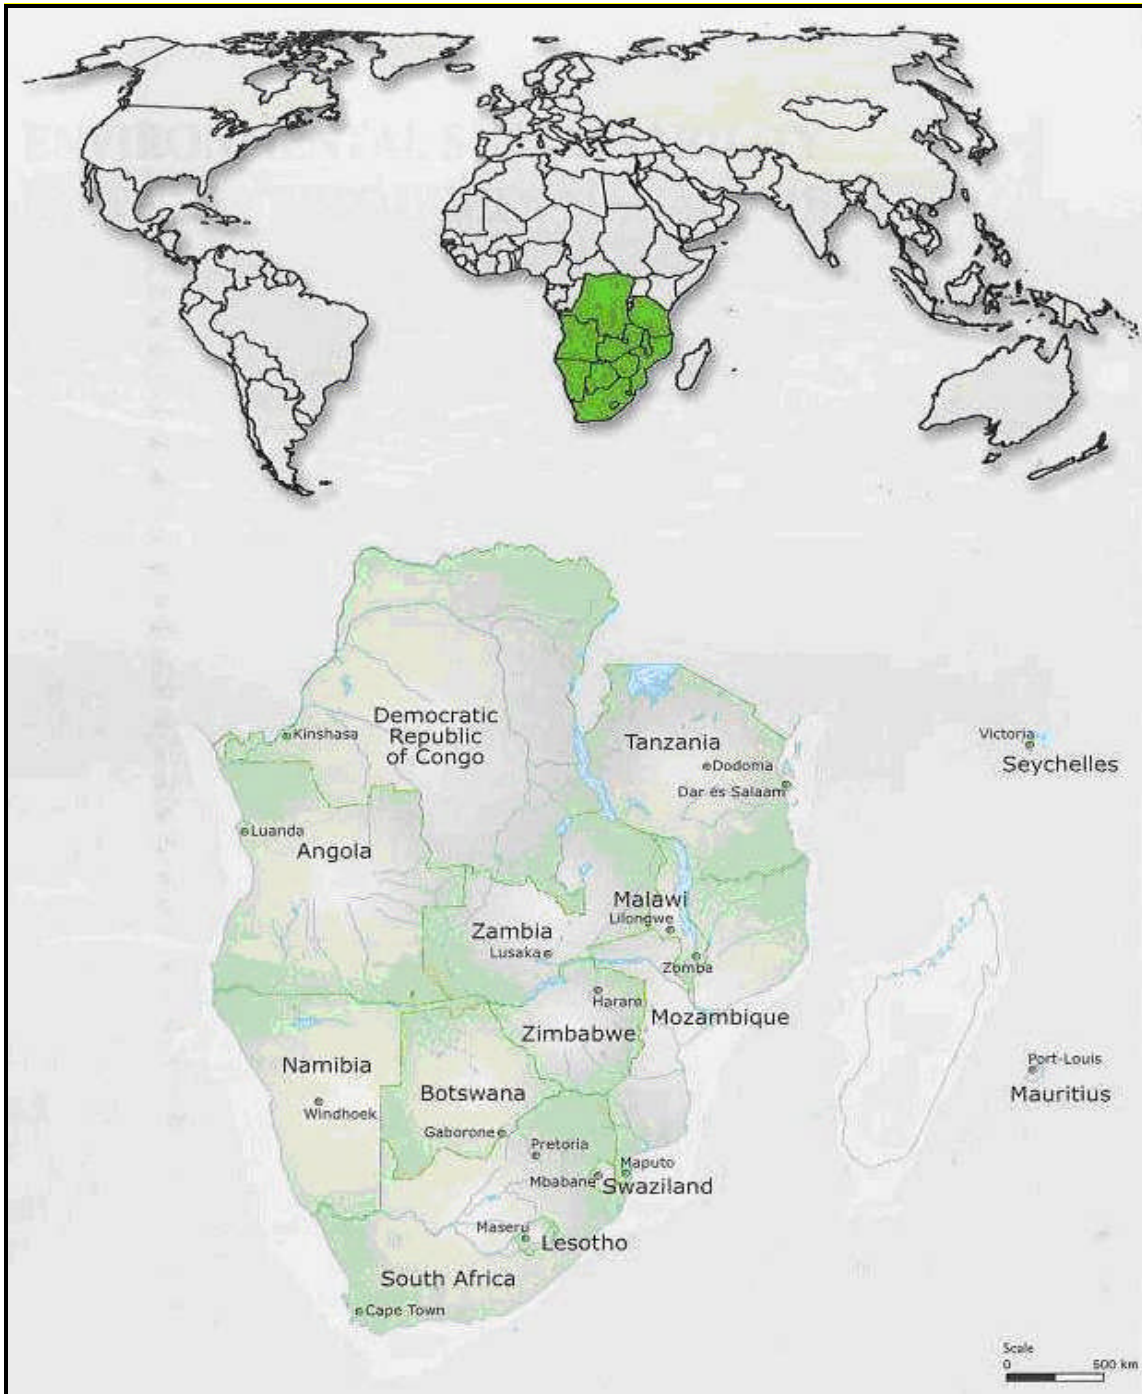 Democratic
Republic
of Congo
Kinshasa
Tanzania
Dodoma
Dar és Salaam
Victoria
Seychelles
Luanda
Angola
Malawi
Lilongwe
Zambia
Lusaka
Zomba
Harare
Mozambique
Zimbabwe
Namibia
Windhoek
Botswana
Gaborone
Port-Louis
Mauritius
Pretoria
Maputo
Mbabane
Swaziland
Maseru
Lesotho
South Africa
Cape Town
Scale
0 500 km